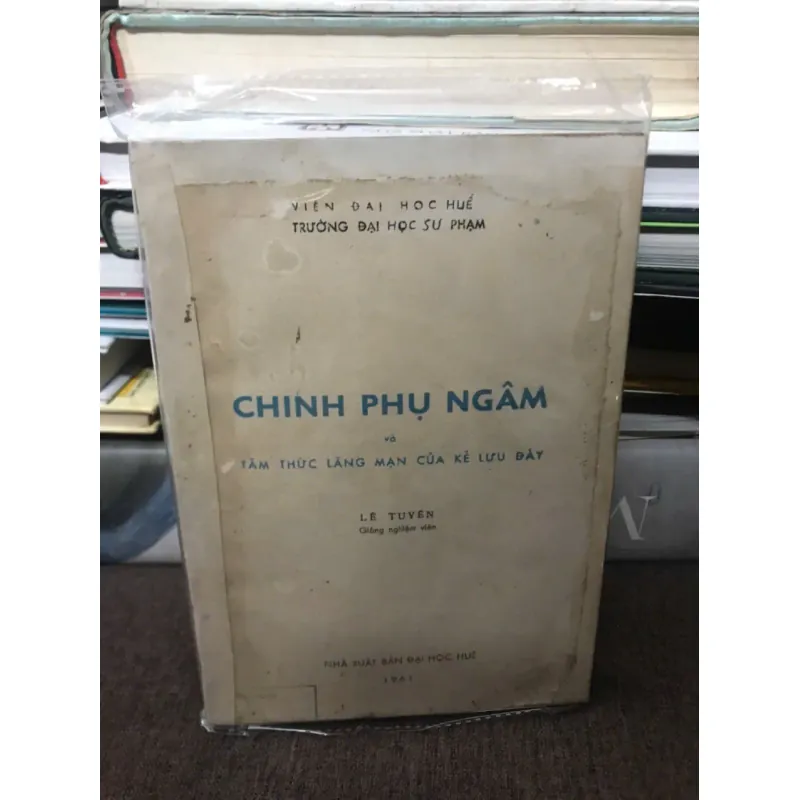 VIỆN ĐẠI HỌC HUẾ
TRƯỜNG ĐẠI HỌC SƯ PHẠM
CHINH PHỤ NGÂM
và
TÂM THỨC LÃNG MẠN CỦA KẺ LƯU ĐÀY
LÊ TUYÊN
Giảng nghiệm viên
NHÀ XUẤT BẢN ĐẠI HỌC HUẾ
1961